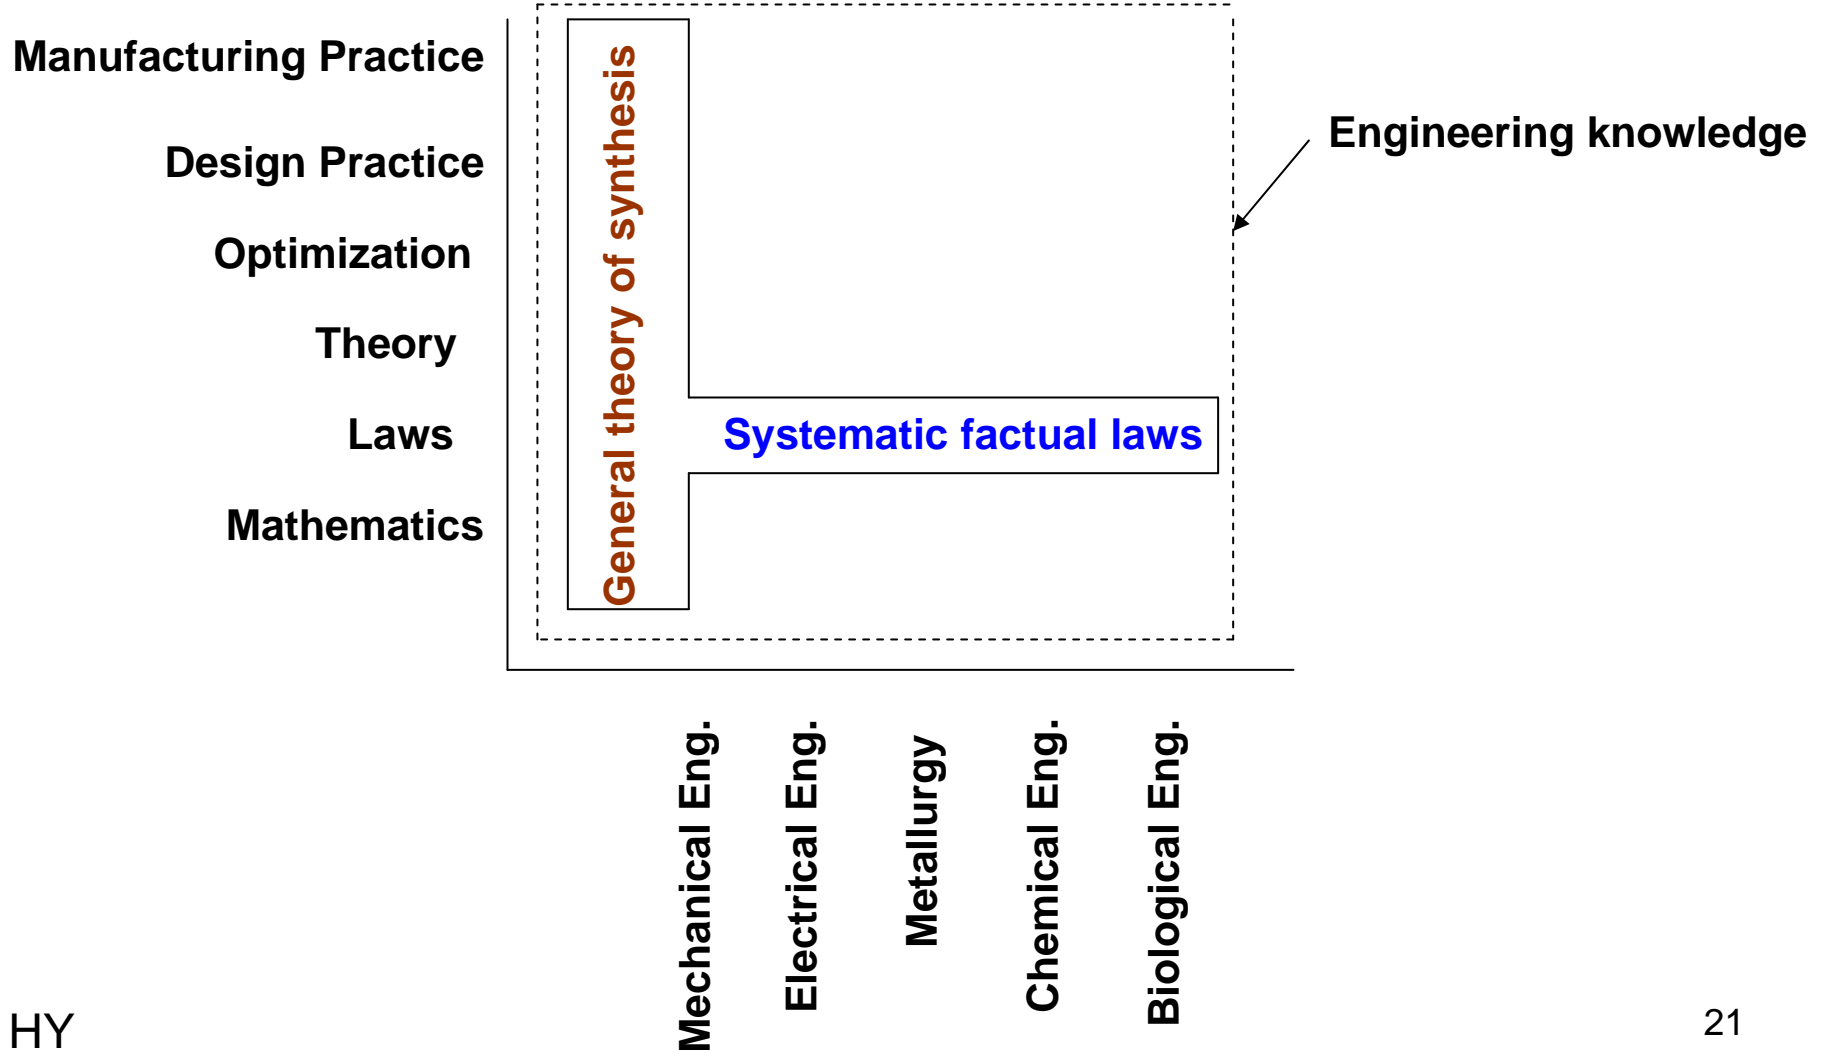 Manufacturing Practice
Design Practice
Optimization
Theory
Laws
Mathematics
General theory of synthesis
Systematic factual laws
Engineering knowledge
Mechanical Eng.
Electrical Eng.
Metallurgy
Chemical Eng.
Biological Eng.
HY
21